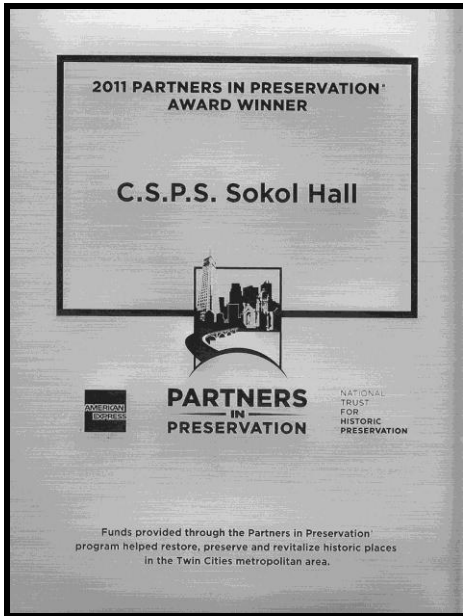 2011 PARTNERS IN PRESERVATION®
AWARD WINNER
C.S.P.S. Sokol Hall
AMERICAN
EXPRESS
PARTNERS
IN
PRESERVATION
NATIONAL
TRUST
FOR
HISTORIC
PRESERVATION
Funds provided through the Partners in Preservation®
program helped restore, preserve and revitalize historic places
in the Twin Cities metropolitan area.